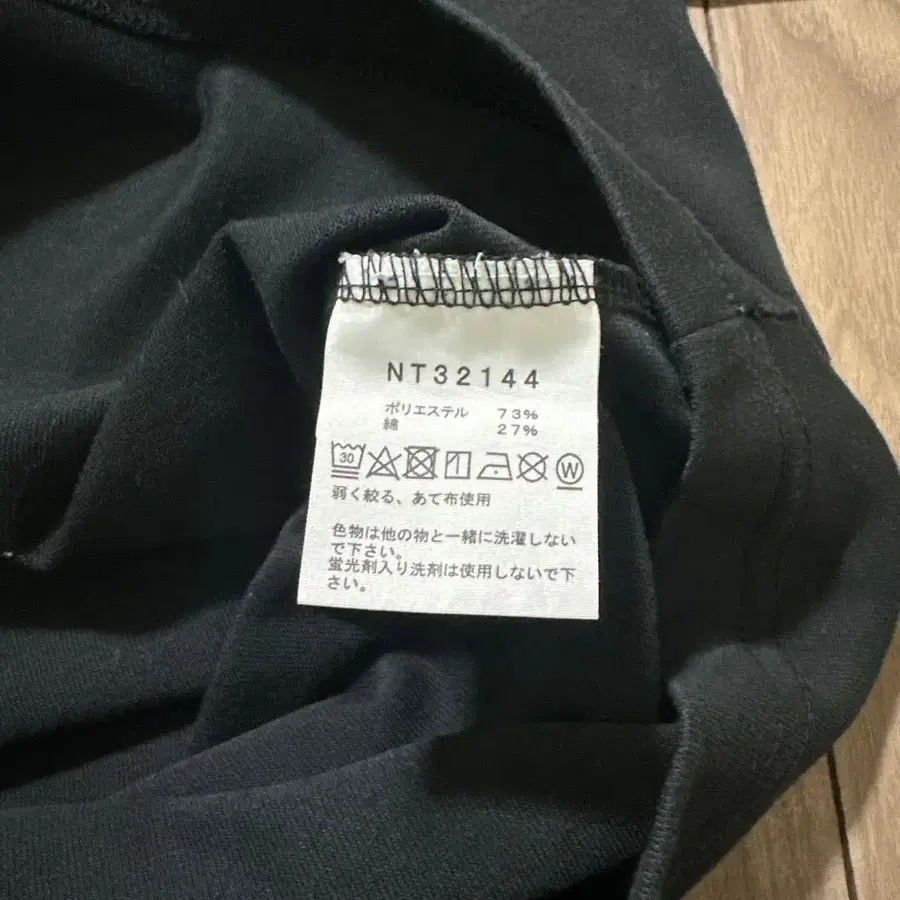 NT32144
ポリエステル 73%
綿 27%
30 W
弱く絞る、あて布使用
色物は他の物と一緒に洗濯しない
で下さい。
蛍光剤入り洗剤は使用しないで下
さい。